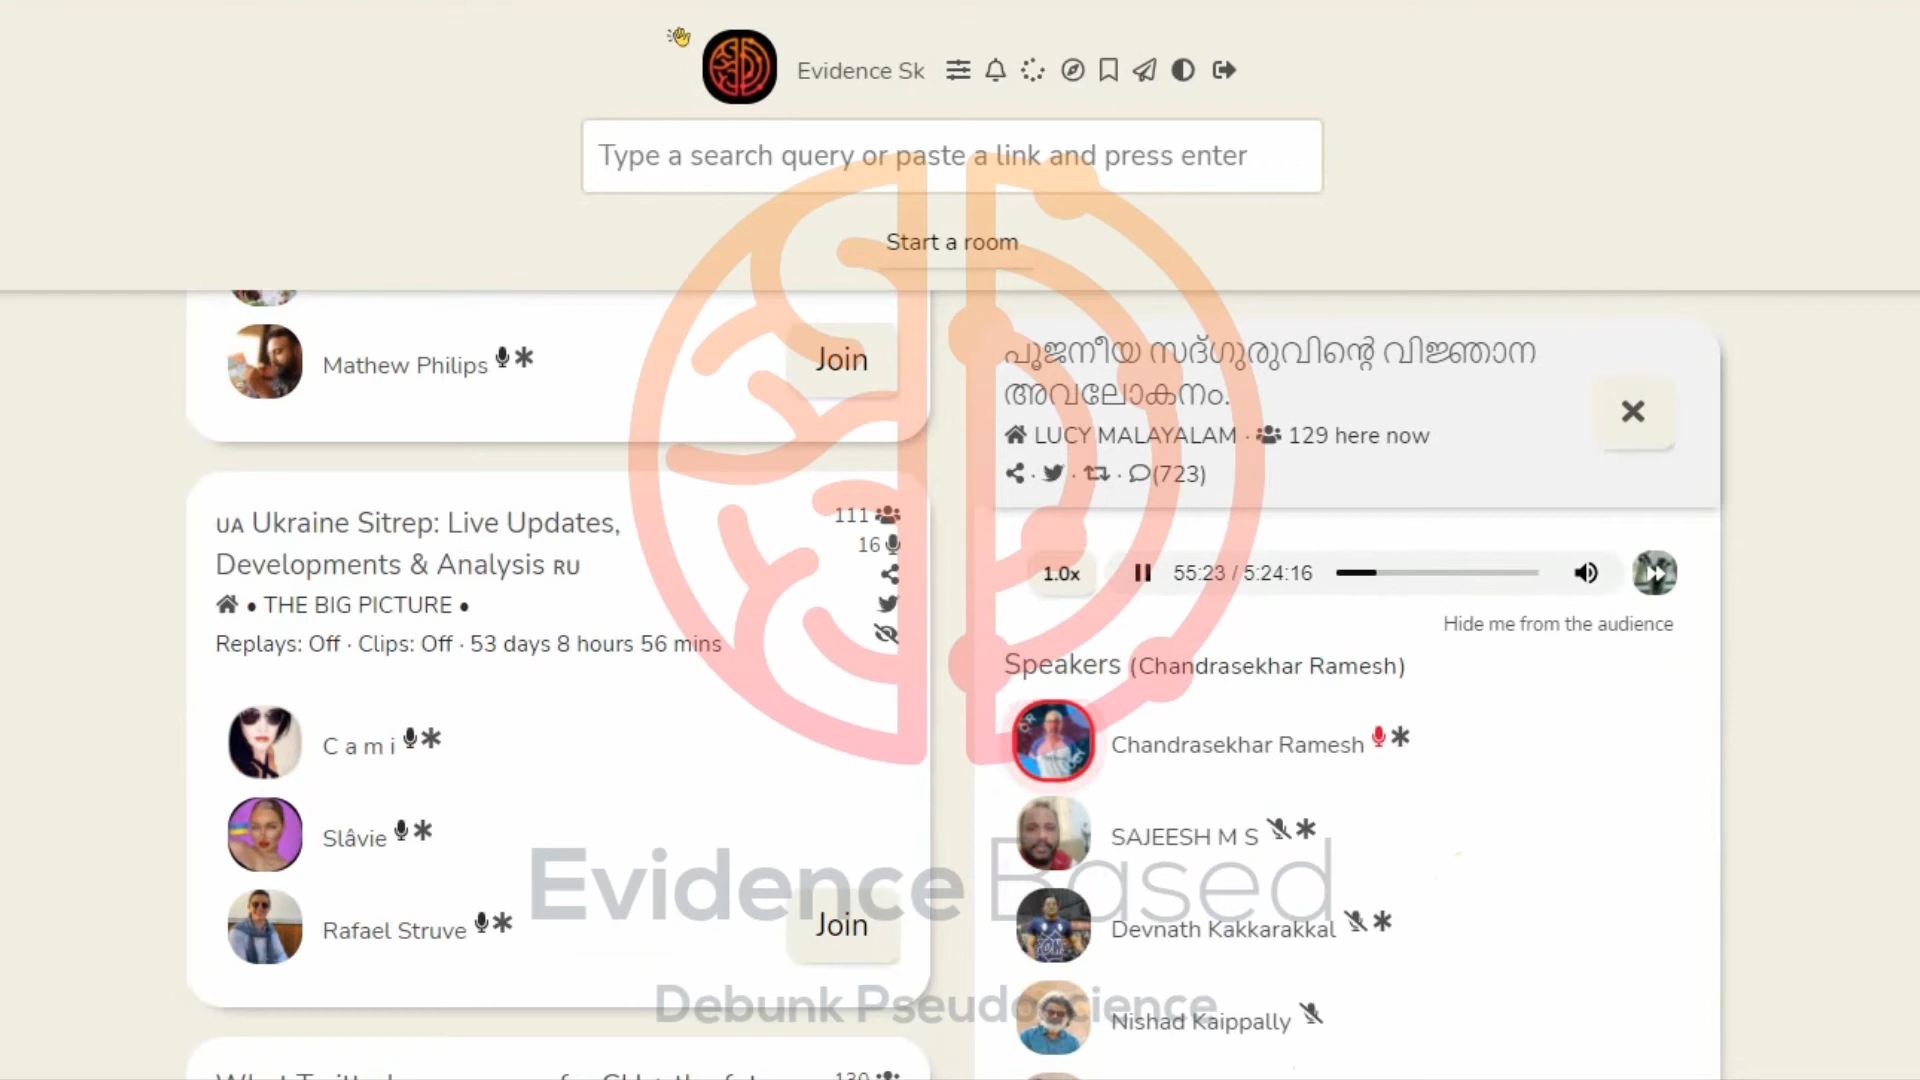 Evidence Sk
Type a search query or paste a link and press enter
Start a room
Mathew Philips
Join
UA Ukraine Sitrep: Live Updates,
Developments & Analysis RU
• THE BIG PICTURE •
Replays: Off · Clips: Off · 53 days 8 hours 56 mins
111
16
C a m i
Slâvie
Rafael Struve
Join
130
പൂജനീയ സദ്ഗുരുവിന്റെ വിജ്ഞാന
അവലോകനം.
LUCY MALAYALAM · 129 here now
(723)
1.0x
55:23 / 5:24:16
Hide me from the audience
Speakers (Chandrasekhar Ramesh)
Chandrasekhar Ramesh
SAJEESH M S
Devnath Kakkarakkal
Nishad Kaippally
Evidence Based
Debunk Pseudoscience